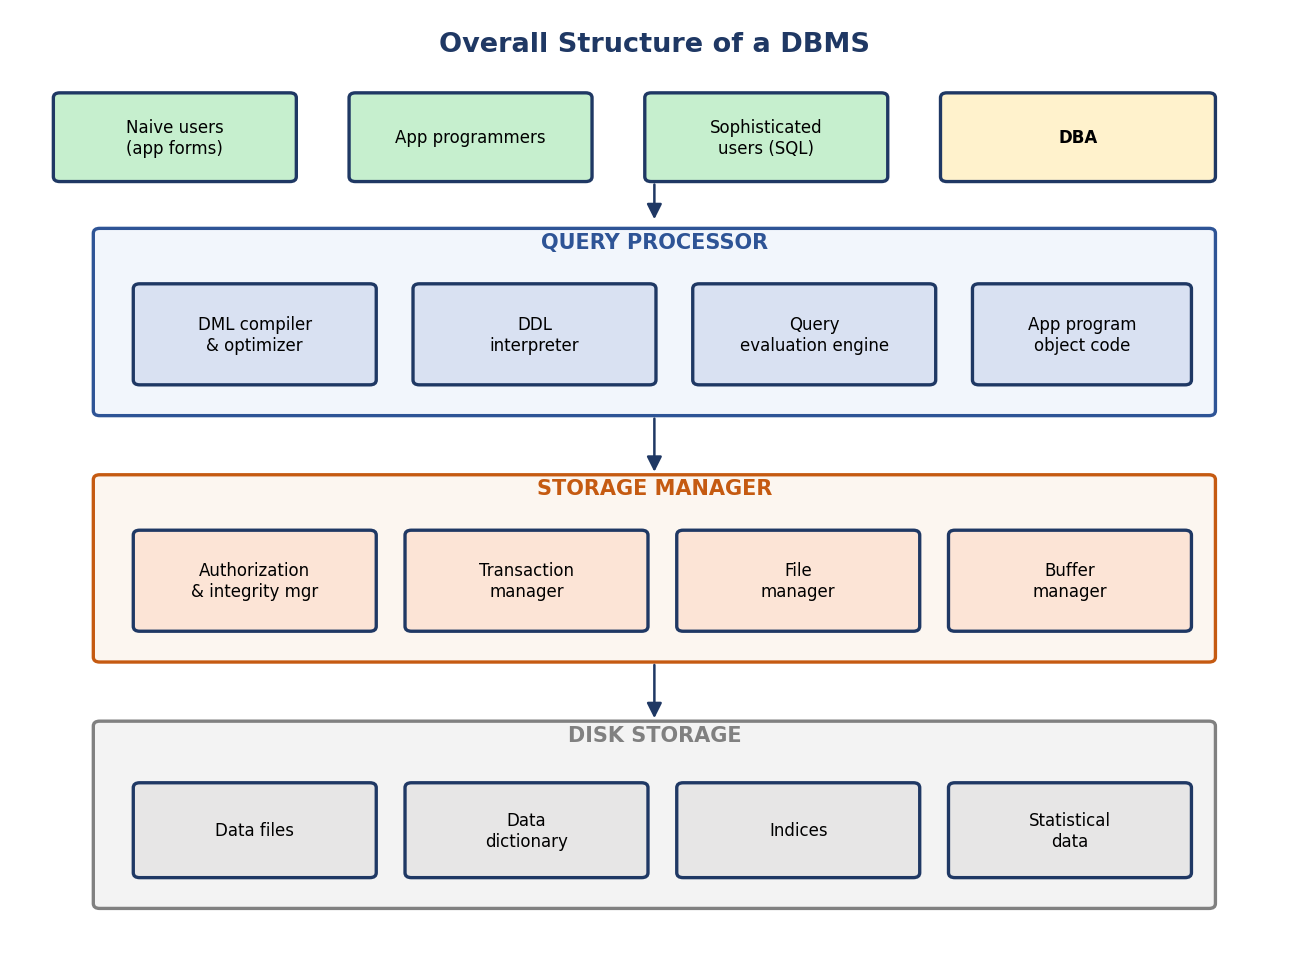 Overall Structure of a DBMS
Naive users
(app forms)
App programmers
Sophisticated
users (SQL)
DBA
QUERY PROCESSOR
DML compiler
& optimizer
DDL
interpreter
Query
evaluation engine
App program
object code
STORAGE MANAGER
Authorization
& integrity mgr
Transaction
manager
File
manager
Buffer
manager
DISK STORAGE
Data files
Data
dictionary
Indices
Statistical
data